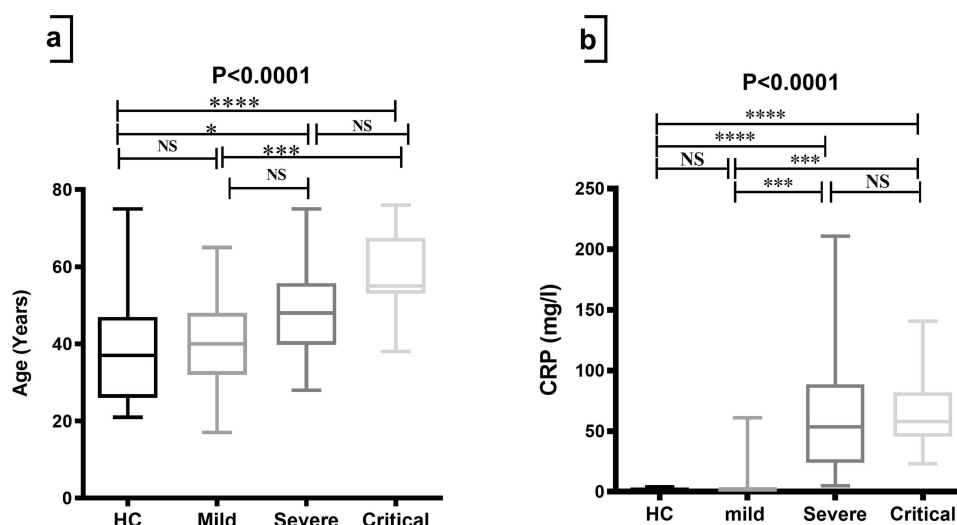 a
P<0.0001
****
*
NS
NS
***
NS
80
60
40
20
0
Age (Years)
HC Mild Severe Critical
b
P<0.0001
****
****
NS
***
***
NS
250
200
150
100
50
0
CRP (mg/l)
HC mild Severe Critical